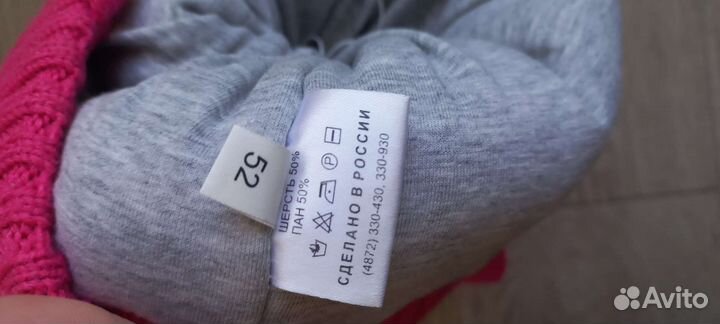 52
ШЕРСТЬ 50%
ПАН 50%
P
СДЕЛАНО В РОССИИ
(4872) 330-430, 330-930
Avito